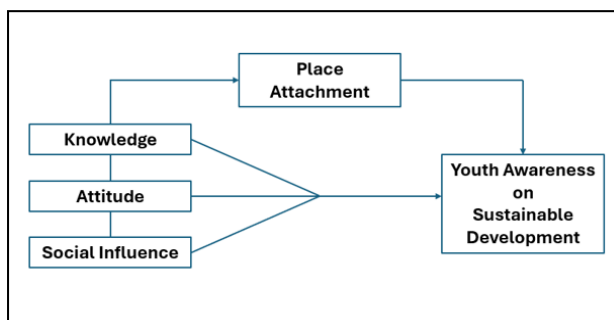 Place
Attachment
Knowledge
Attitude
Social Influence
Youth Awareness
on
Sustainable
Development